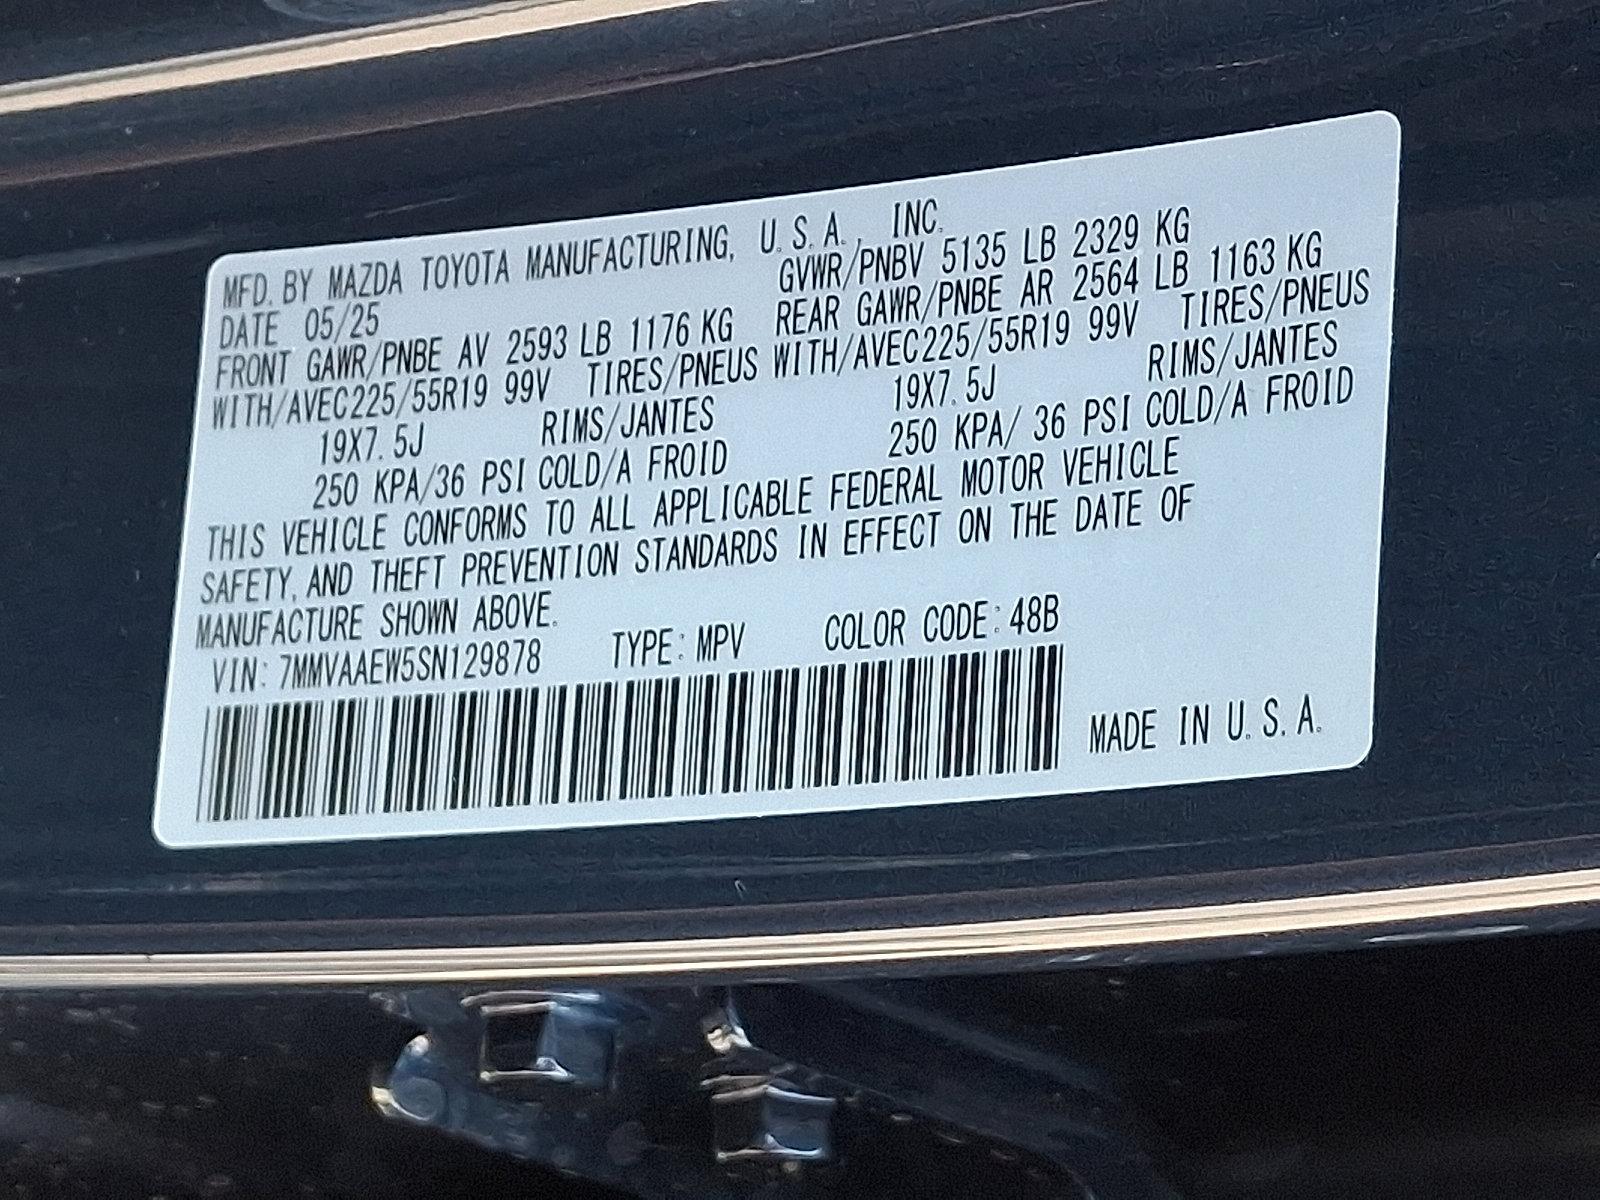 MFD. BY MAZDA TOYOTA MANUFACTURING, U.S.A., INC.
DATE 05/25 GVWR/PNBV 5135 LB 2329 KG
FRONT GAWR/PNBE AV 2593 LB 1176 KG REAR GAWR/PNBE AR 2564 LB 1163 KG
WITH/AVEC225/55R19 99V TIRES/PNEUS WITH/AVEC225/55R19 99V TIRES/PNEUS
19X7.5J RIMS/JANTES 19X7.5J RIMS/JANTES
250 KPA/36 PSI COLD/A FROID 250 KPA/ 36 PSI COLD/A FROID
THIS VEHICLE CONFORMS TO ALL APPLICABLE FEDERAL MOTOR VEHICLE
SAFETY, AND THEFT PREVENTION STANDARDS IN EFFECT ON THE DATE OF
MANUFACTURE SHOWN ABOVE.
VIN: 7MMVAAEW5SN129878 TYPE: MPV COLOR CODE: 48B
MADE IN U.S.A.